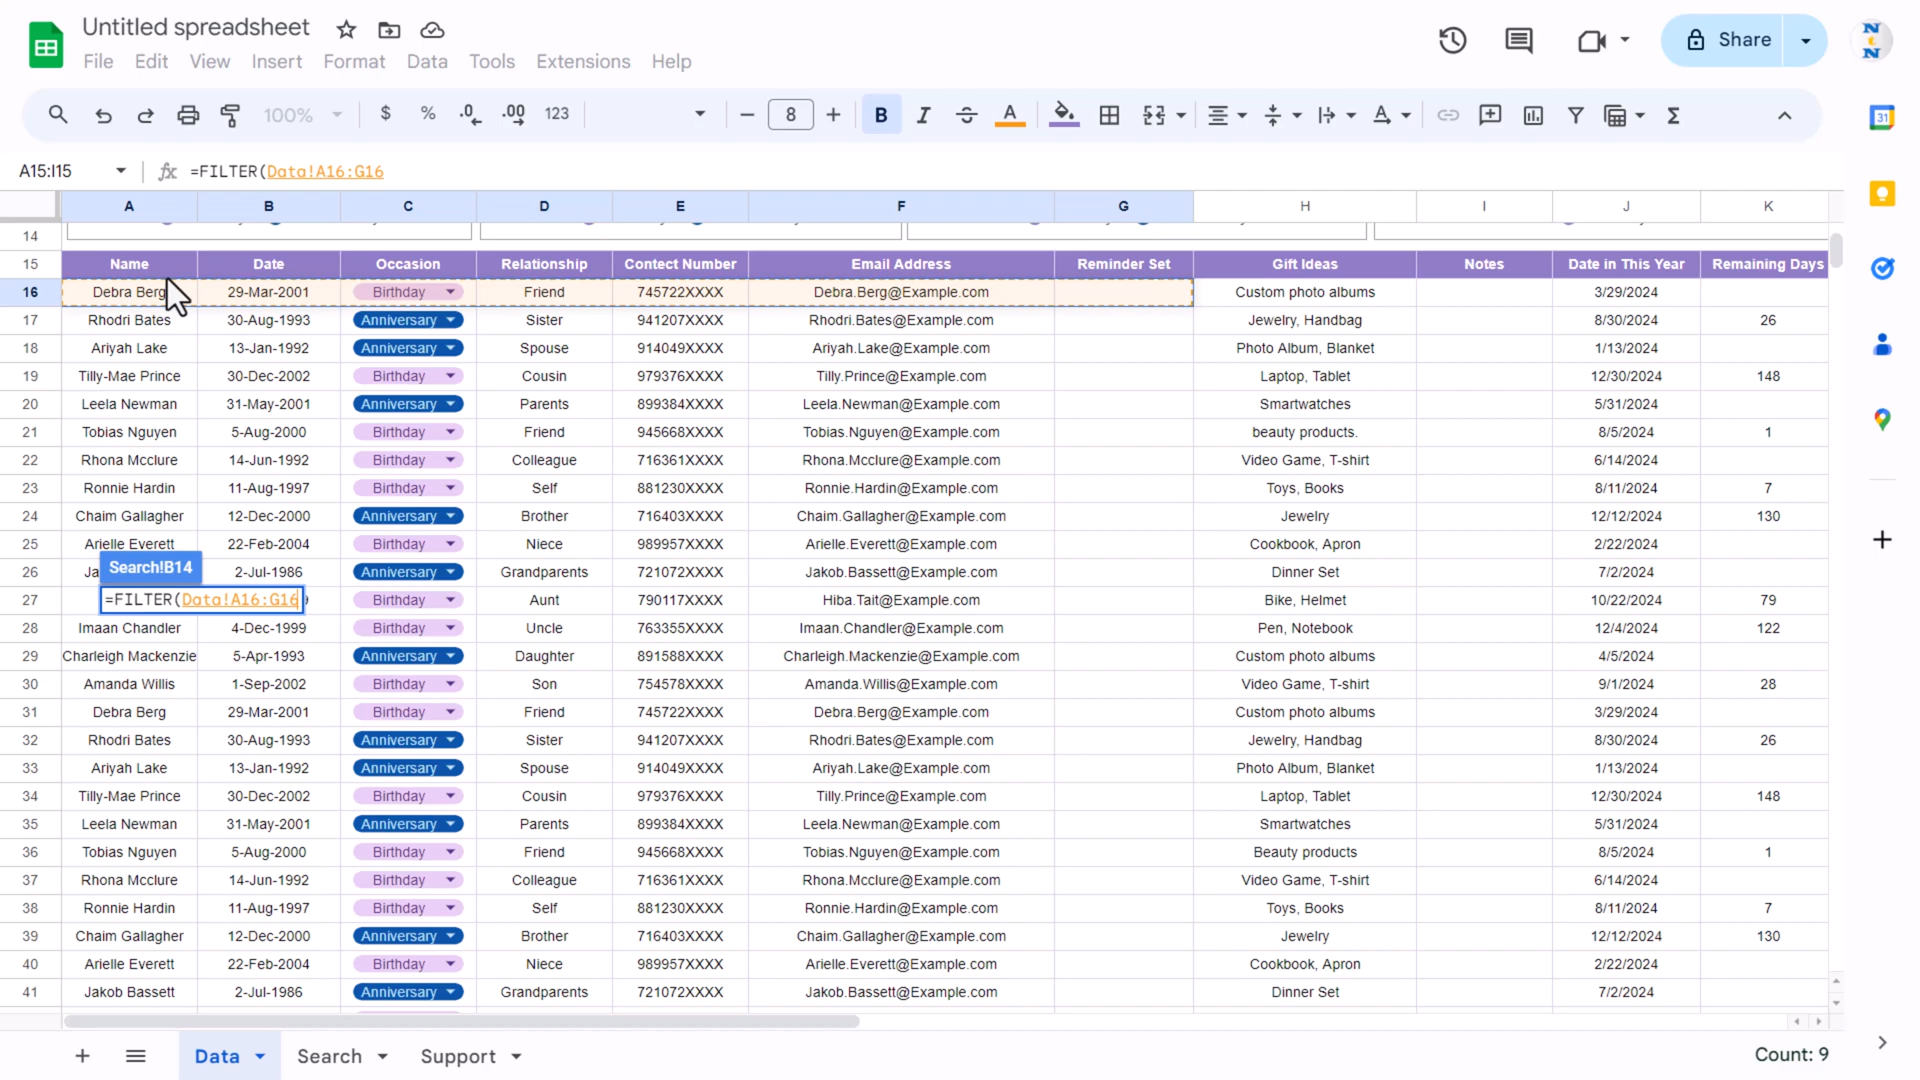 Untitled spreadsheet
File Edit View Insert Format Data Tools Extensions Help
Share
100% $ % .0 .00 123 8 B I A
A15:I15 fx =FILTER(Data!A16:G16
A B C D E F G H I J K
14
15 Name Date Occasion Relationship Contect Number Email Address Reminder Set Gift Ideas Notes Date in This Year Remaining Days
16 Debra Berg 29-Mar-2001 Birthday Friend 745722XXXX Debra.Berg@Example.com Custom photo albums 3/29/2024
17 Rhodri Bates 30-Aug-1993 Anniversary Sister 941207XXXX Rhodri.Bates@Example.com Jewelry, Handbag 8/30/2024 26
18 Ariyah Lake 13-Jan-1992 Anniversary Spouse 914049XXXX Ariyah.Lake@Example.com Photo Album, Blanket 1/13/2024
19 Tilly-Mae Prince 30-Dec-2002 Birthday Cousin 979376XXXX Tilly.Prince@Example.com Laptop, Tablet 12/30/2024 148
20 Leela Newman 31-May-2001 Anniversary Parents 899384XXXX Leela.Newman@Example.com Smartwatches 5/31/2024
21 Tobias Nguyen 5-Aug-2000 Birthday Friend 945668XXXX Tobias.Nguyen@Example.com beauty products. 8/5/2024 1
22 Rhona Mcclure 14-Jun-1992 Birthday Colleague 716361XXXX Rhona.Mcclure@Example.com Video Game, T-shirt 6/14/2024
23 Ronnie Hardin 11-Aug-1997 Birthday Self 881230XXXX Ronnie.Hardin@Example.com Toys, Books 8/11/2024 7
24 Chaim Gallagher 12-Dec-2000 Anniversary Brother 716403XXXX Chaim.Gallagher@Example.com Jewelry 12/12/2024 130
25 Arielle Everett 22-Feb-2004 Birthday Niece 989957XXXX Arielle.Everett@Example.com Cookbook, Apron 2/22/2024
26 Ja Search!B14 2-Jul-1986 Anniversary Grandparents 721072XXXX Jakob.Bassett@Example.com Dinner Set 7/2/2024
27 =FILTER(Data!A16:G16 Birthday Aunt 790117XXXX Hiba.Tait@Example.com Bike, Helmet 10/22/2024 79
28 Imaan Chandler 4-Dec-1999 Birthday Uncle 763355XXXX Imaan.Chandler@Example.com Pen, Notebook 12/4/2024 122
29 Charleigh Mackenzie 5-Apr-1993 Anniversary Daughter 891588XXXX Charleigh.Mackenzie@Example.com Custom photo albums 4/5/2024
30 Amanda Willis 1-Sep-2002 Birthday Son 754578XXXX Amanda.Willis@Example.com Video Game, T-shirt 9/1/2024 28
31 Debra Berg 29-Mar-2001 Birthday Friend 745722XXXX Debra.Berg@Example.com Custom photo albums 3/29/2024
32 Rhodri Bates 30-Aug-1993 Anniversary Sister 941207XXXX Rhodri.Bates@Example.com Jewelry, Handbag 8/30/2024 26
33 Ariyah Lake 13-Jan-1992 Anniversary Spouse 914049XXXX Ariyah.Lake@Example.com Photo Album, Blanket 1/13/2024
34 Tilly-Mae Prince 30-Dec-2002 Birthday Cousin 979376XXXX Tilly.Prince@Example.com Laptop, Tablet 12/30/2024 148
35 Leela Newman 31-May-2001 Anniversary Parents 899384XXXX Leela.Newman@Example.com Smartwatches 5/31/2024
36 Tobias Nguyen 5-Aug-2000 Birthday Friend 945668XXXX Tobias.Nguyen@Example.com Beauty products 8/5/2024 1
37 Rhona Mcclure 14-Jun-1992 Birthday Colleague 716361XXXX Rhona.Mcclure@Example.com Video Game, T-shirt 6/14/2024
38 Ronnie Hardin 11-Aug-1997 Birthday Self 881230XXXX Ronnie.Hardin@Example.com Toys, Books 8/11/2024 7
39 Chaim Gallagher 12-Dec-2000 Anniversary Brother 716403XXXX Chaim.Gallagher@Example.com Jewelry 12/12/2024 130
40 Arielle Everett 22-Feb-2004 Birthday Niece 989957XXXX Arielle.Everett@Example.com Cookbook, Apron 2/22/2024
41 Jakob Bassett 2-Jul-1986 Anniversary Grandparents 721072XXXX Jakob.Bassett@Example.com Dinner Set 7/2/2024
Data Search Support Count: 9